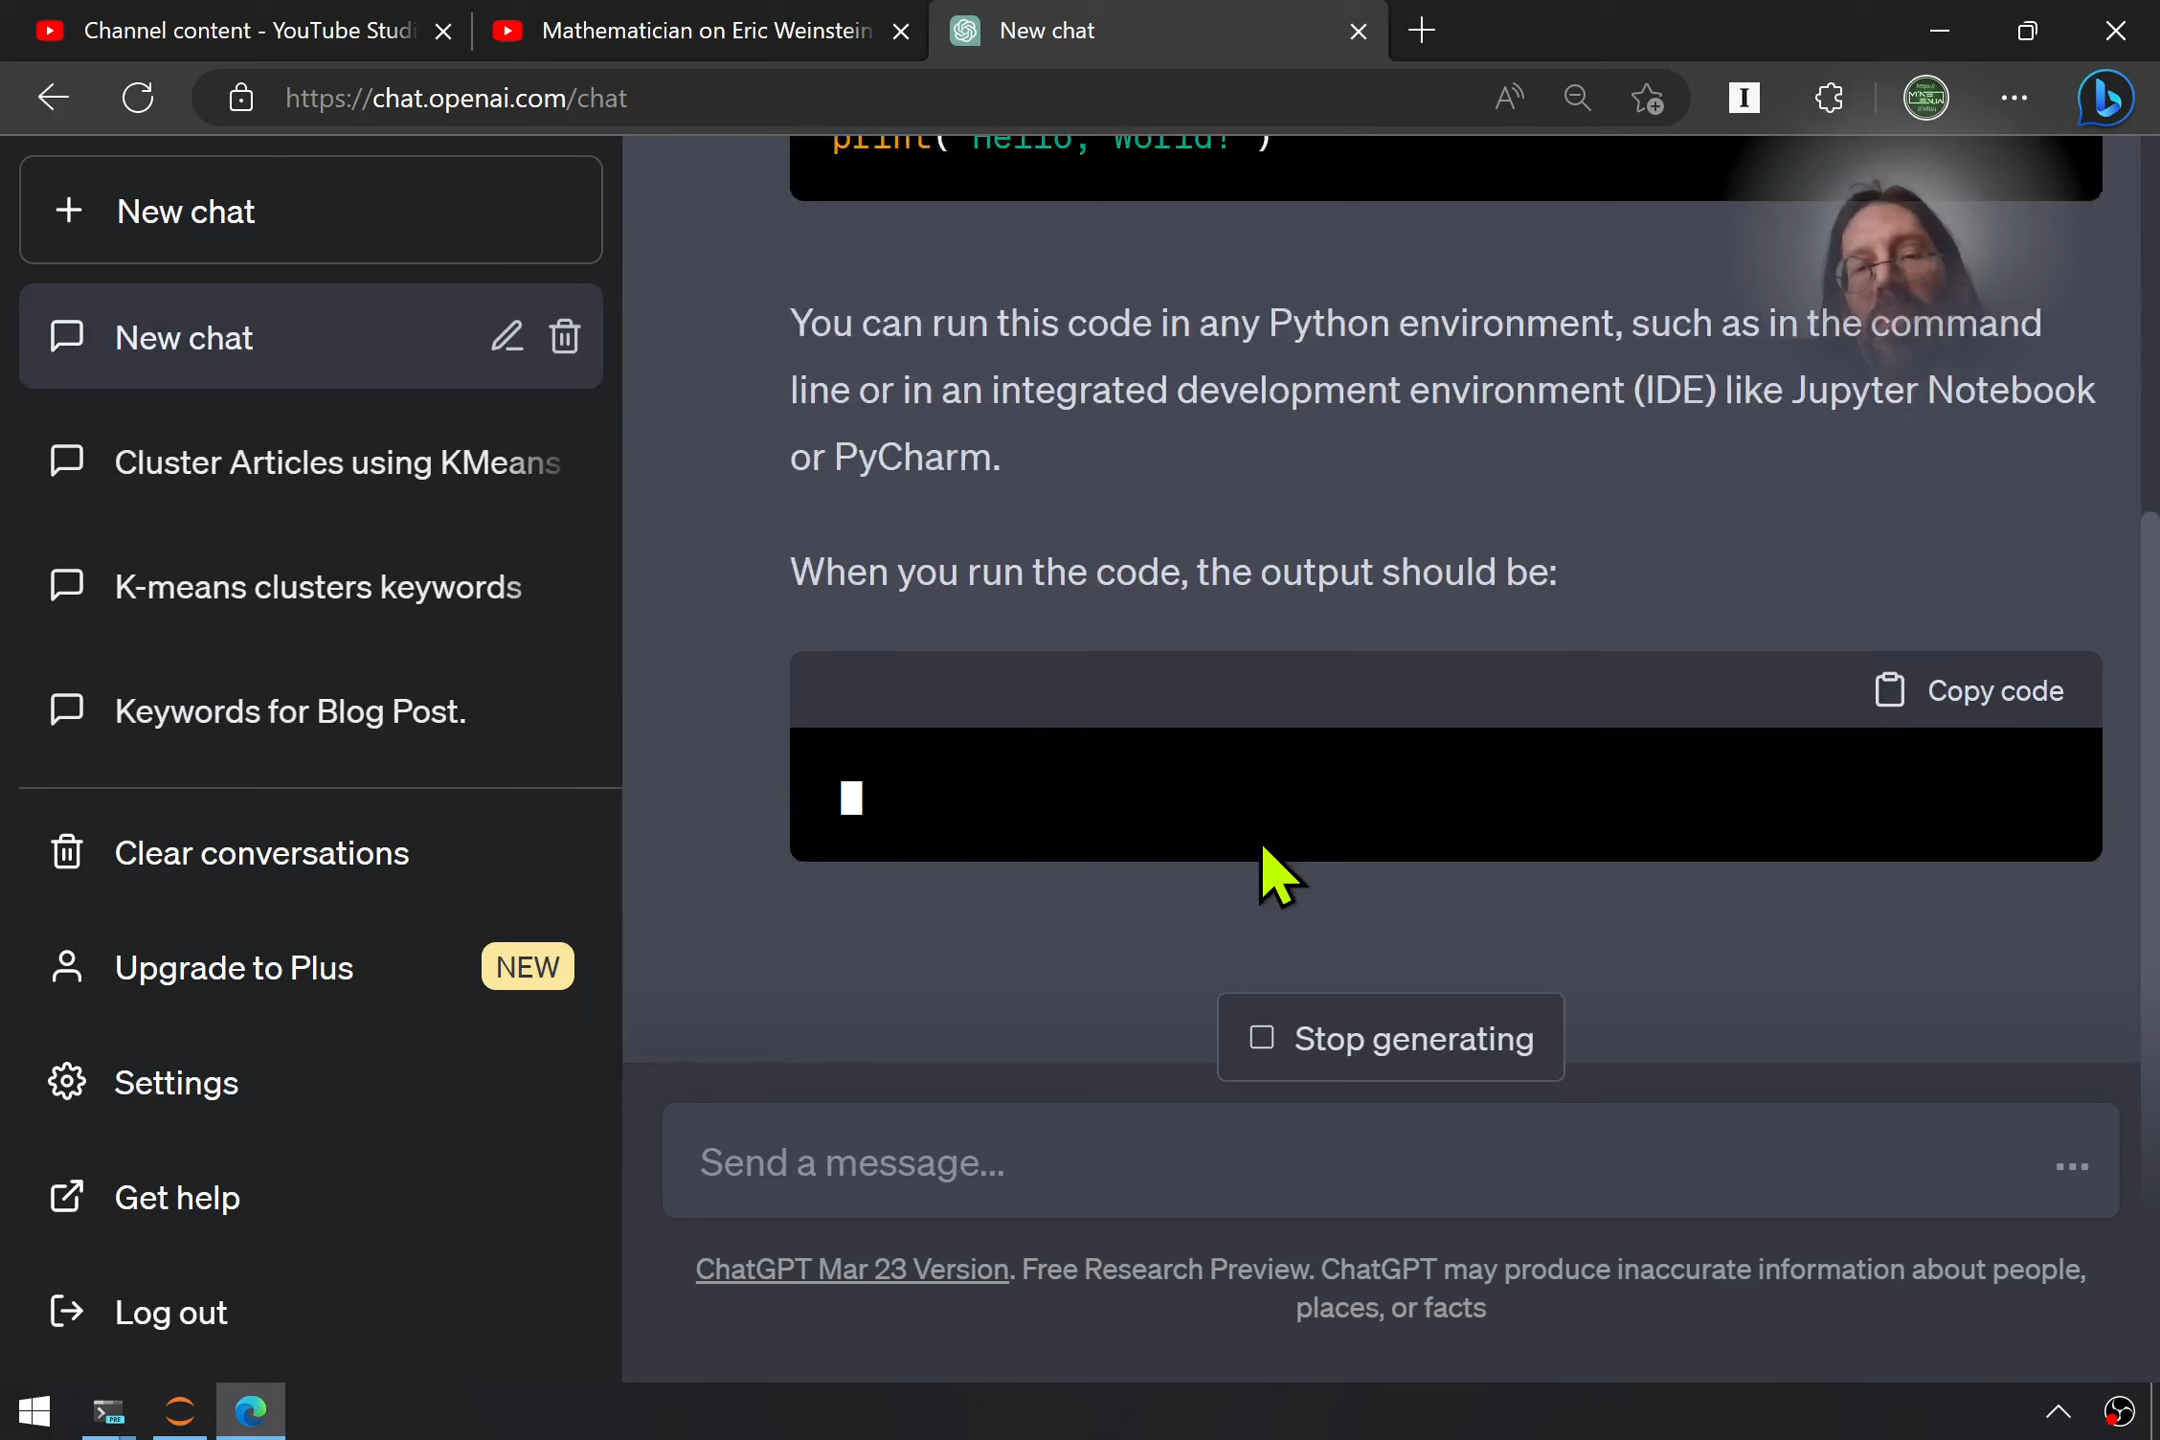 Channel content - YouTube Studi
Mathematician on Eric Weinstein
New chat
https://chat.openai.com/chat
New chat
New chat
Cluster Articles using KMeans
K-means clusters keywords
Keywords for Blog Post.
Clear conversations
Upgrade to Plus NEW
Settings
Get help
Log out
print("Hello, World!")
You can run this code in any Python environment, such as in the command
line or in an integrated development environment (IDE) like Jupyter Notebook
or PyCharm.
When you run the code, the output should be:
Copy code
Stop generating
Send a message...
ChatGPT Mar 23 Version. Free Research Preview. ChatGPT may produce inaccurate information about people,
places, or facts